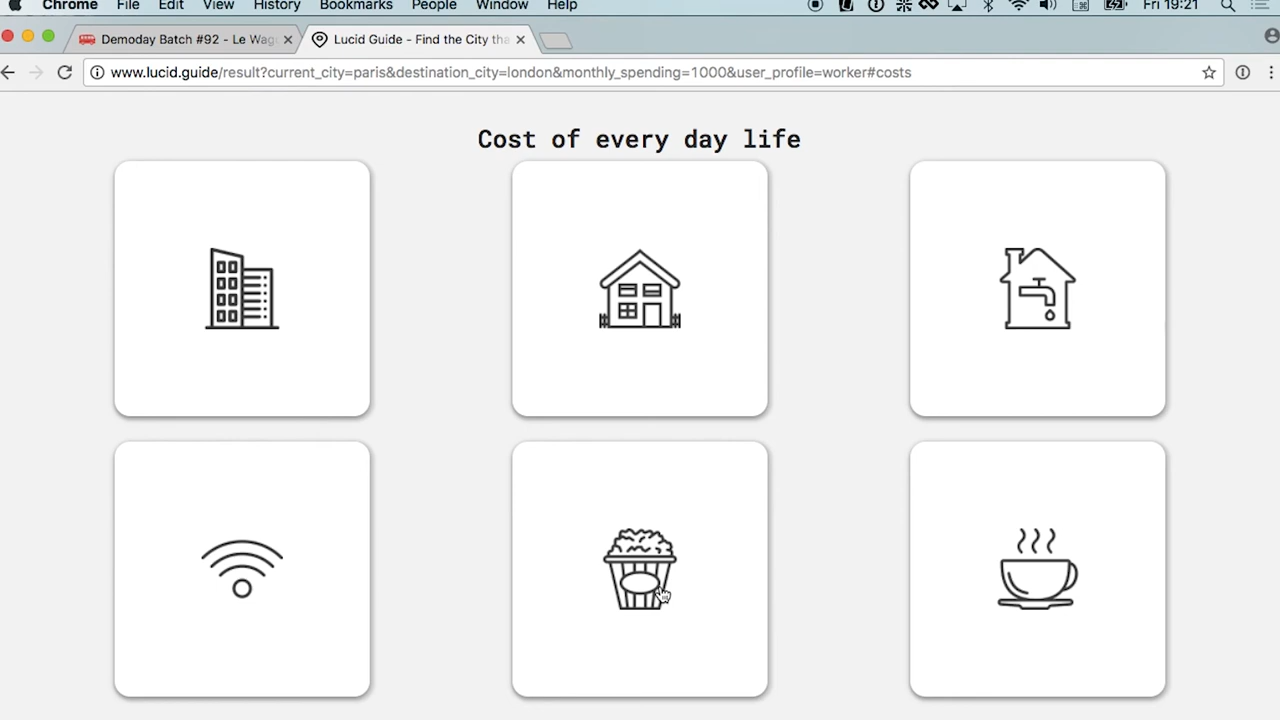 Chrome File Edit View History Bookmarks People Window Help Fri 19:21
Demoday Batch #92 - Le Wag
Lucid Guide - Find the City tha
www.lucid.guide/result?current_city=paris&destination_city=london&monthly_spending=1000&user_profile=worker#costs
Cost of every day life